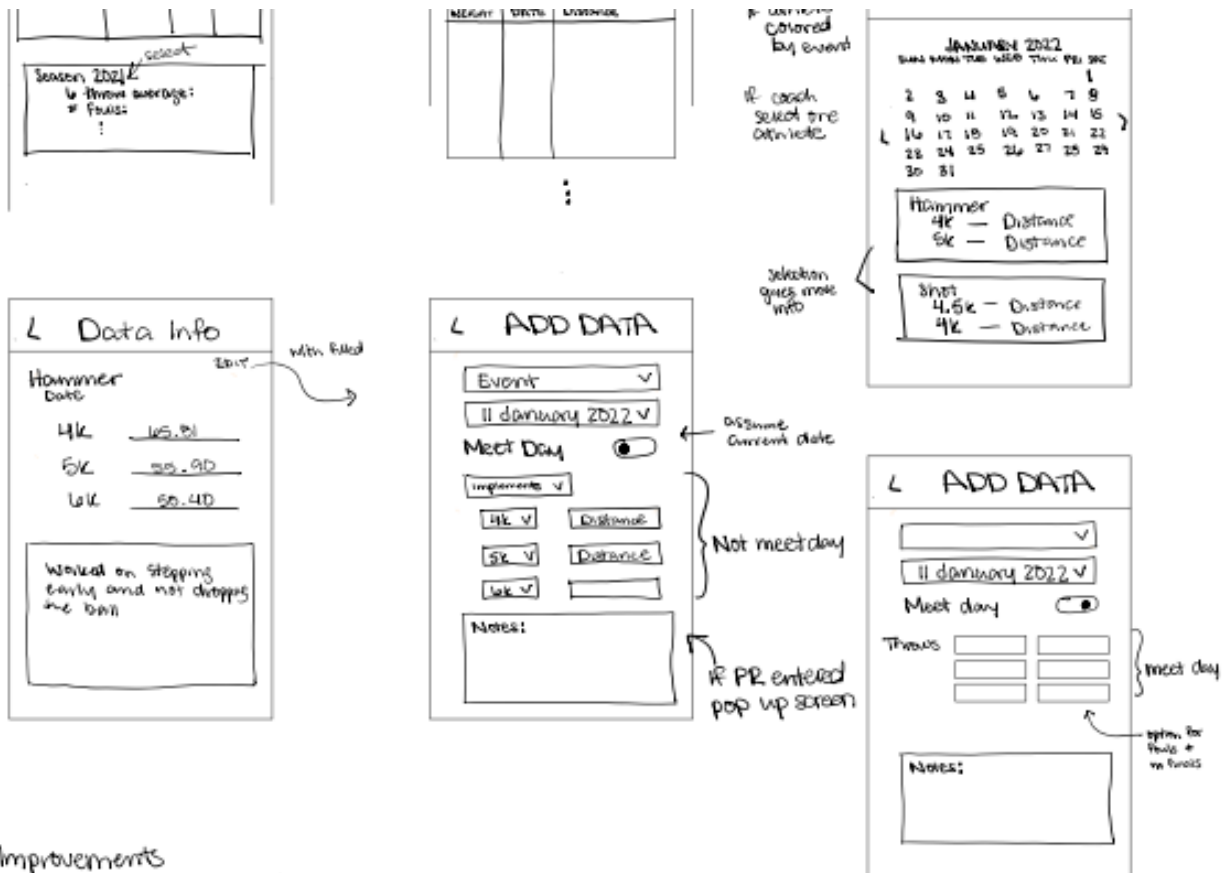 select
Season 2021
6 throw average:
# Fouls:
WEIGHT DATE Distance
colored
by event
If coach
select one
athlete
JANUARY 2022
SUN MON TUE WED THU FRI SAT
1
2 3 4 5 6 7 8
9 10 11 12 13 14 15
16 17 18 19 20 21 22
23 24 25 26 27 28 29
30 31
Hammer
4k — Distance
5k — Distance
selection
gives more
info
Shot
4.5k — Distance
4k — Distance
Data Info
EDIT
with filled
Hammer
Date
4k 65.81
5k 55.90
6k 50.40
Worked on stepping
early and not dropping
the ball
ADD DATA
Event
11 January 2022
Meet Day
assume
current date
implements
4k Distance
5k Distance
6k
Not meet day
Notes:
If PR entered
pop up screen
ADD DATA
11 January 2022
Meet day
Throws
meet day
option for
fouls +
Notes:
Improvements